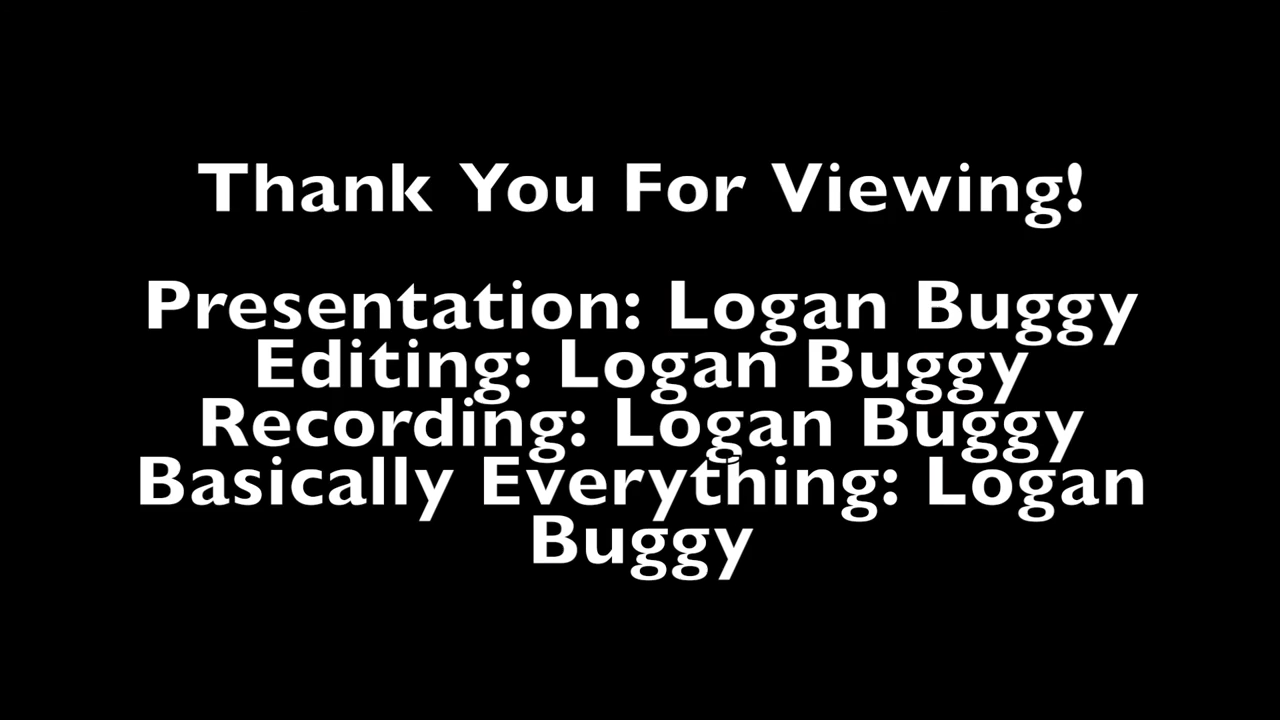 Thank You For Viewing!
Presentation: Logan Buggy
Editing: Logan Buggy
Recording: Logan Buggy
Basically Everything: Logan
Buggy